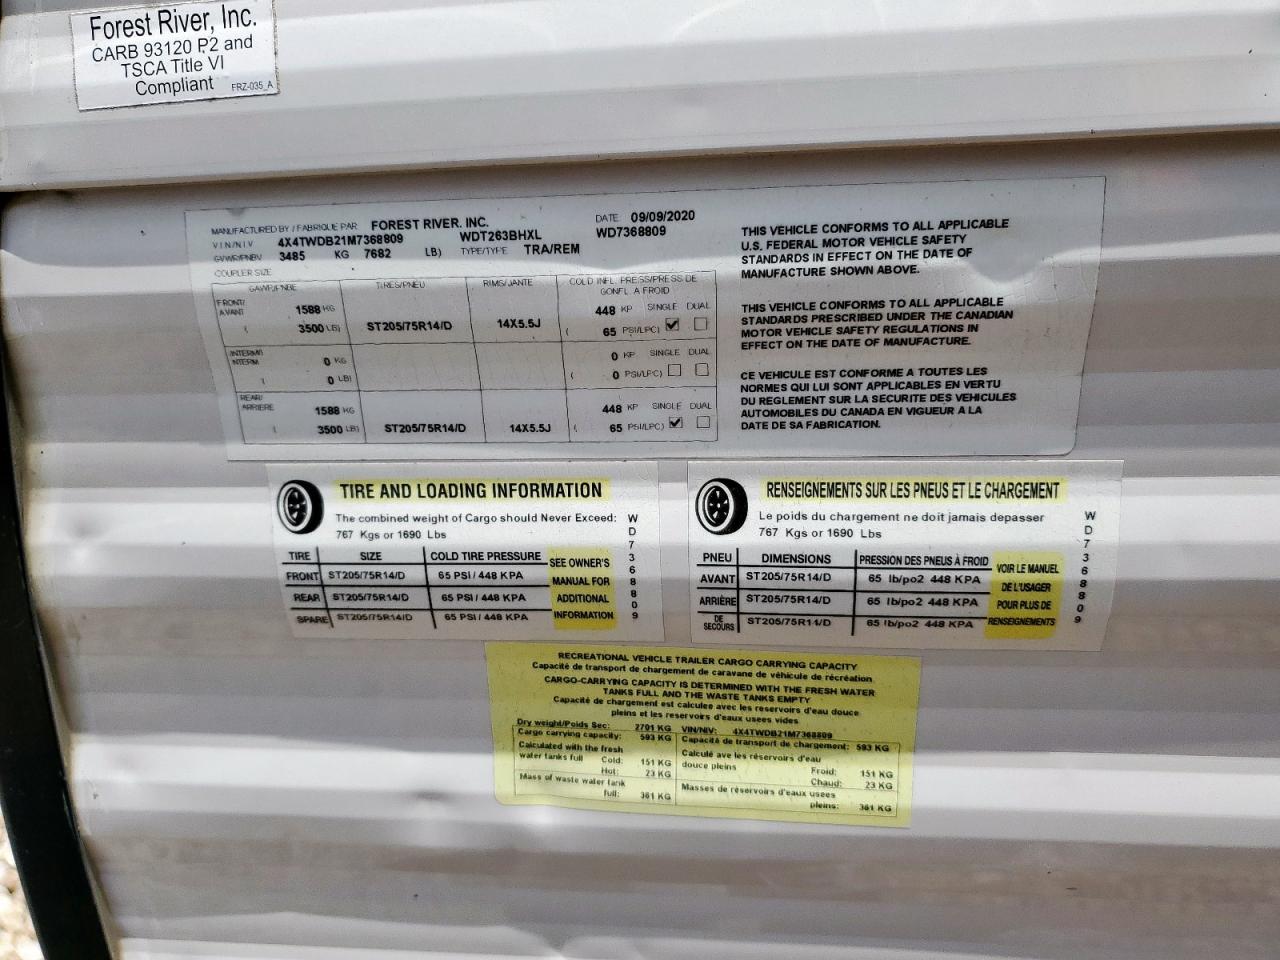 Forest River, Inc.
CARB 93120 P2 and
TSCA Title VI
Compliant FRZ-035_A
MANUFACTURED BY / FABRIQUE PAR FOREST RIVER, INC. DATE 09/09/2020
VIN/NIV 4X4TWDB21M7368809 WDT263BHXL WD7368809
GVWR/PNBV 3485 KG 7682 LB) TYPE/TYPE TRA/REM
COUPLER SIZE
GAWR/PNBE TIRES/PNEU RIMS/JANTE COLD INFL. PRESS/PRESS DE GONFL. A FROID
FRONT/AVANT 1588 KG 448 KP SINGLE DUAL
( 3500 LB) ST205/75R14/D 14X5.5J ( 65 PSI/LPC)
INTERM/INTERM 0 KG 0 KP SINGLE DUAL
( 0 LB) ( 0 PSI/LPC)
REAR/ARRIERE 1588 KG 448 KP SINGLE DUAL
( 3500 LB) ST205/75R14/D 14X5.5J ( 65 PSI/LPC)
THIS VEHICLE CONFORMS TO ALL APPLICABLE
U.S. FEDERAL MOTOR VEHICLE SAFETY
STANDARDS IN EFFECT ON THE DATE OF
MANUFACTURE SHOWN ABOVE.
THIS VEHICLE CONFORMS TO ALL APPLICABLE
STANDARDS PRESCRIBED UNDER THE CANADIAN
MOTOR VEHICLE SAFETY REGULATIONS IN
EFFECT ON THE DATE OF MANUFACTURE.
CE VEHICULE EST CONFORME A TOUTES LES
NORMES QUI LUI SONT APPLICABLES EN VERTU
DU REGLEMENT SUR LA SECURITE DES VEHICULES
AUTOMOBILES DU CANADA EN VIGUEUR A LA
DATE DE SA FABRICATION.
TIRE AND LOADING INFORMATION
The combined weight of Cargo should Never Exceed:
767 Kgs or 1690 Lbs
TIRE SIZE COLD TIRE PRESSURE
FRONT ST205/75R14/D 65 PSI / 448 KPA
REAR ST205/75R14/D 65 PSI / 448 KPA
SPARE ST205/75R14/D 65 PSI / 448 KPA
SEE OWNER'S
MANUAL FOR
ADDITIONAL
INFORMATION
WD7368809
RENSEIGNEMENTS SUR LES PNEUS ET LE CHARGEMENT
Le poids du chargement ne doit jamais depasser
767 Kgs or 1690 Lbs
PNEU DIMENSIONS PRESSION DES PNEUS À FROID
AVANT ST205/75R14/D 65 lb/po2 448 KPA
ARRIÈRE ST205/75R14/D 65 lb/po2 448 KPA
DE SECOURS ST205/75R14/D 65 lb/po2 448 KPA
VOIR LE MANUEL
DE L'USAGER
POUR PLUS DE
RENSEIGNEMENTS
WD7368809
RECREATIONAL VEHICLE TRAILER CARGO CARRYING CAPACITY
Capacité de transport de chargement de caravane de véhicule de récréation
CARGO-CARRYING CAPACITY IS DETERMINED WITH THE FRESH WATER
TANKS FULL AND THE WASTE TANKS EMPTY
Capacité de chargement est calculee avec les reservoirs d'eau douce
pleins et les reservoirs d'eaux usees vides
Dry weight/Poids Sec: 2701 KG VIN/NIV: 4X4TWDB21M7368809
Cargo carrying capacity: 593 KG Capacité de transport de chargement: 593 KG
Calculated with the fresh Calculé ave les réservoirs d'eau
water tanks full Cold: 151 KG douce pleins Froid: 151 KG
Hot: 23 KG Chaud: 23 KG
Mass of waste water tank Masses de réservoirs d'eaux usees
full: 361 KG pleins: 361 KG